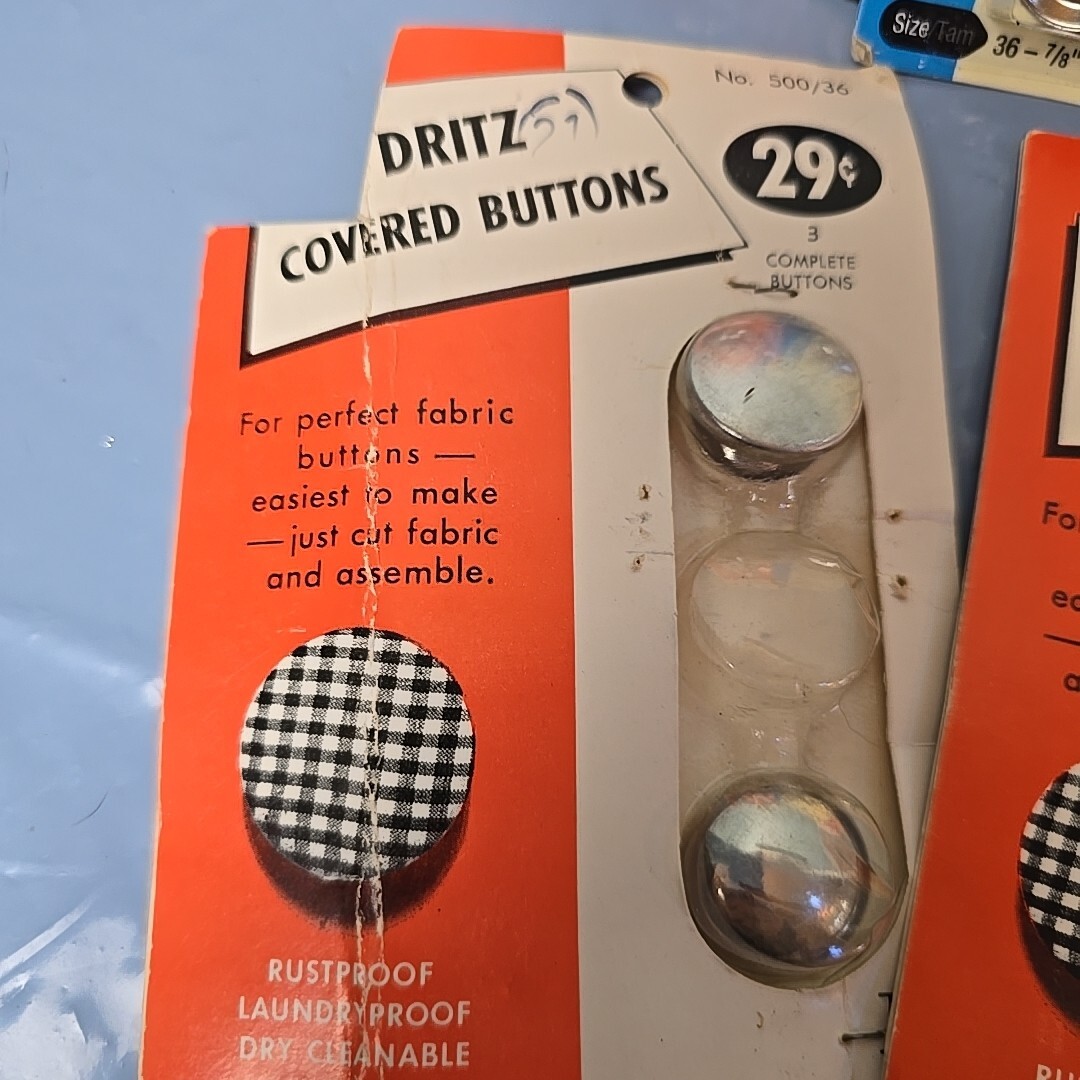 Size/Tam
36 – 7/8"
No. 500/36
DRITZ
COVERED BUTTONS
29¢
3
COMPLETE
BUTTONS
For perfect fabric
buttons —
easiest to make
— just cut fabric
and assemble.
RUSTPROOF
LAUNDRYPROOF
DRY CLEANABLE
Fo